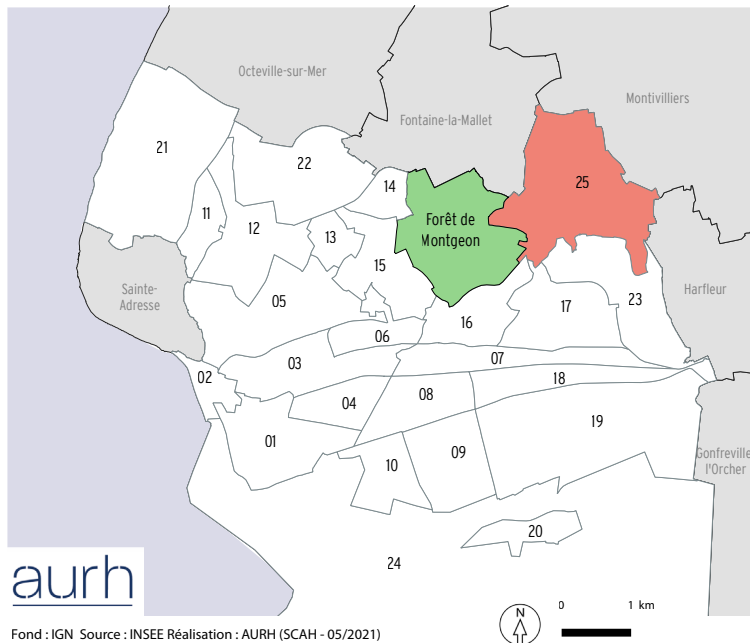 Octeville-sur-Mer
Montivilliers
Fontaine-la-Mallet
21
22
25
14
11
12
13
Forêt de
Montgeon
15
Sainte-
Adresse
05
17
23
Harfleur
16
06
07
03
02
18
04
08
19
01
09
10
Gonfreville
l'Orcher
20
24
aurh
N
0
1 km
Fond : IGN Source : INSEE Réalisation : AURH (SCAH - 05/2021)